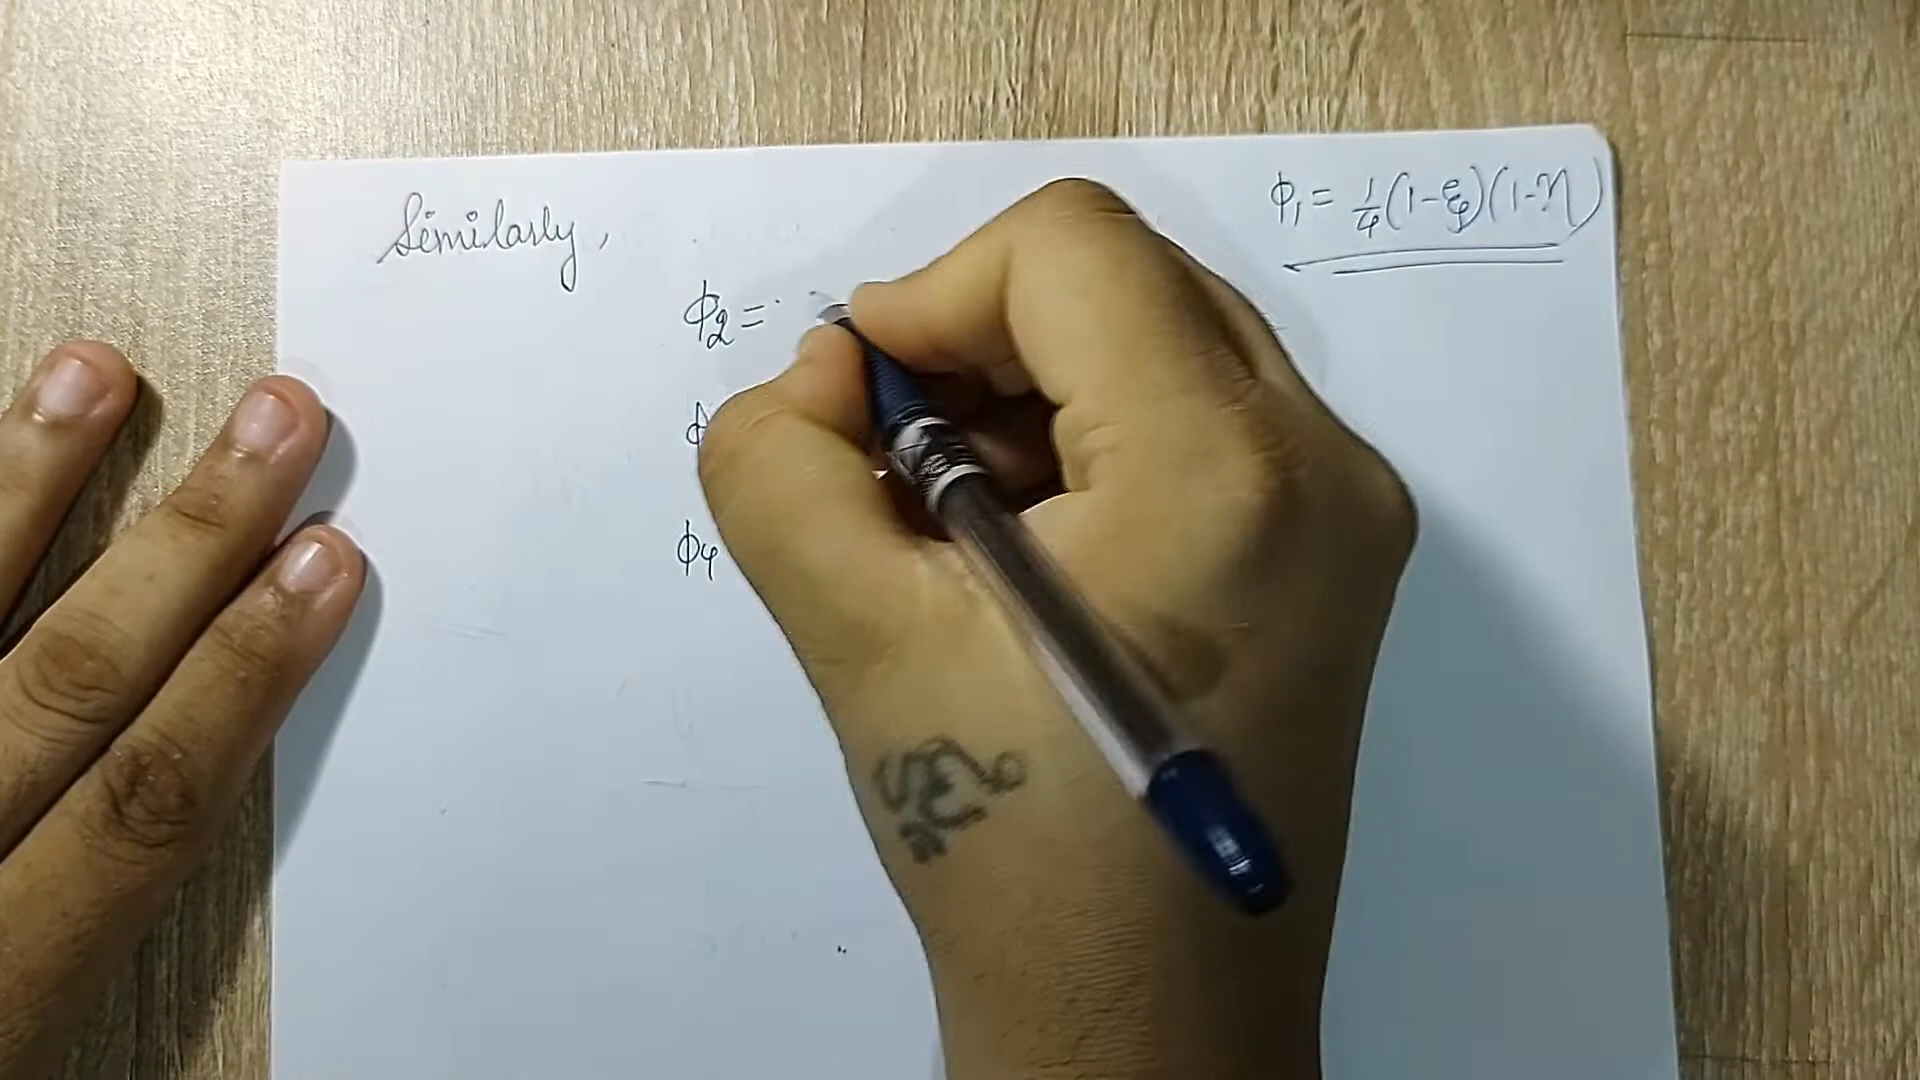 Similarly,
ϕ₁ = 1/4 (1-ξ)(1-η)
ϕ₂ =
ϕ
ϕ₄